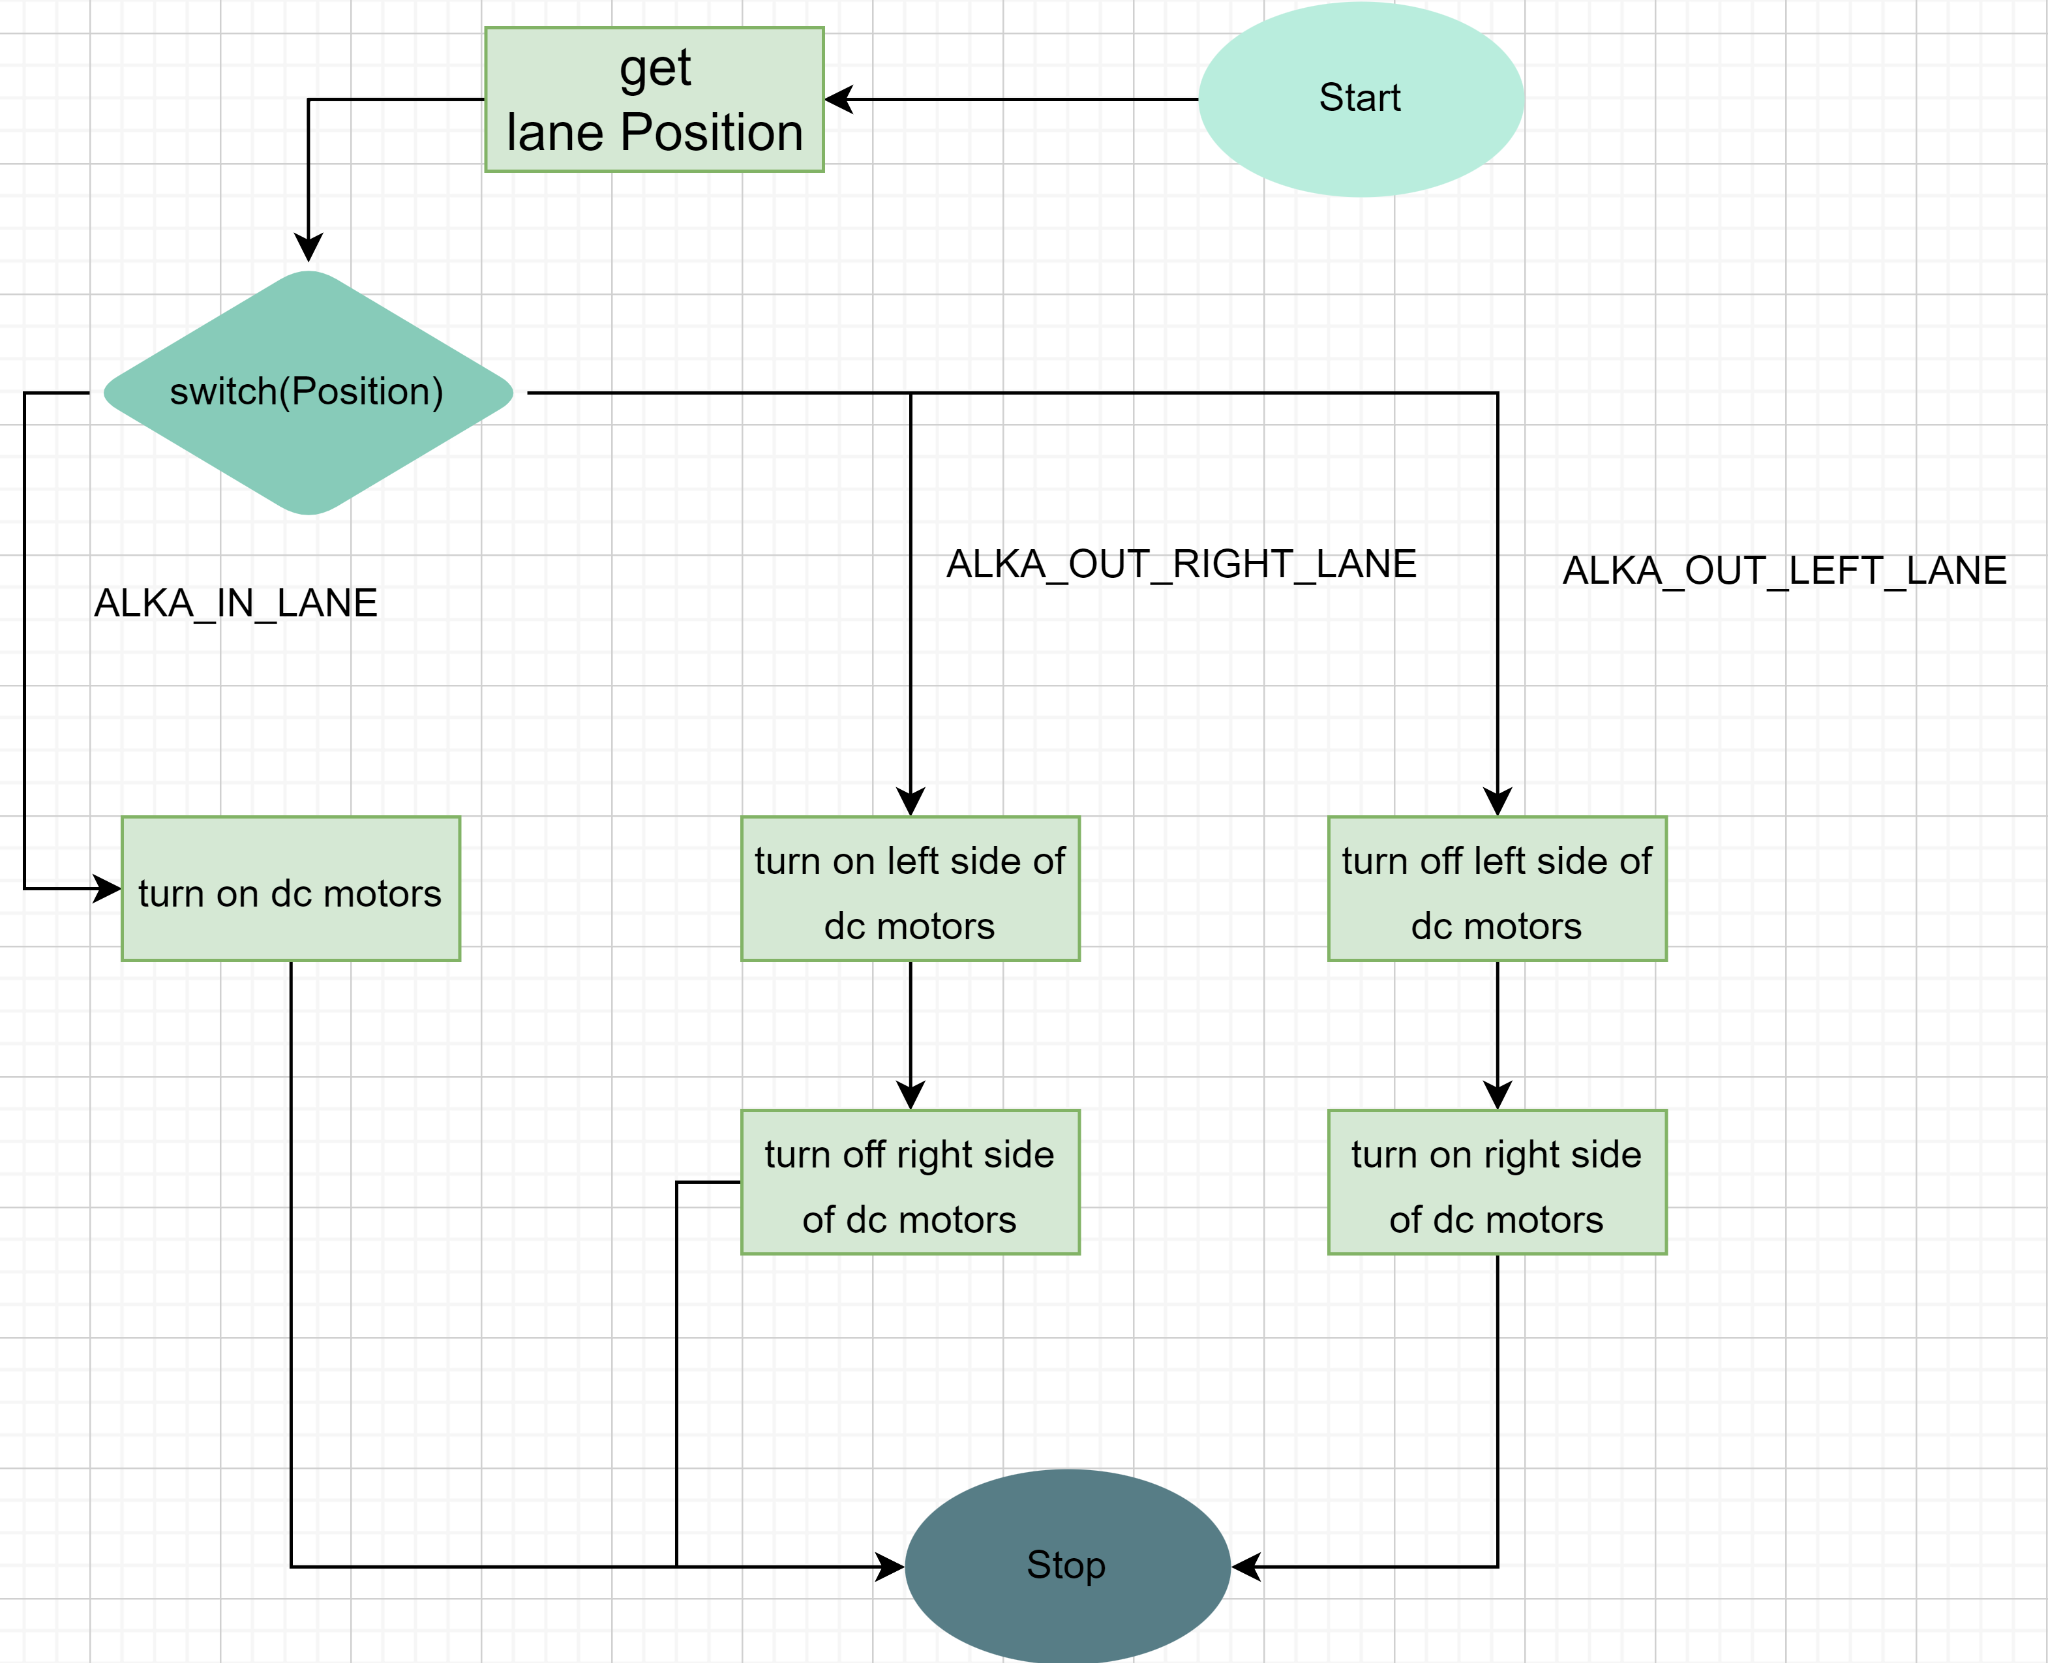 Start
get
lane Position
switch(Position)
ALKA_IN_LANE
ALKA_OUT_RIGHT_LANE
ALKA_OUT_LEFT_LANE
turn on dc motors
turn on left side of
dc motors
turn off left side of
dc motors
turn off right side
of dc motors
turn on right side
of dc motors
Stop